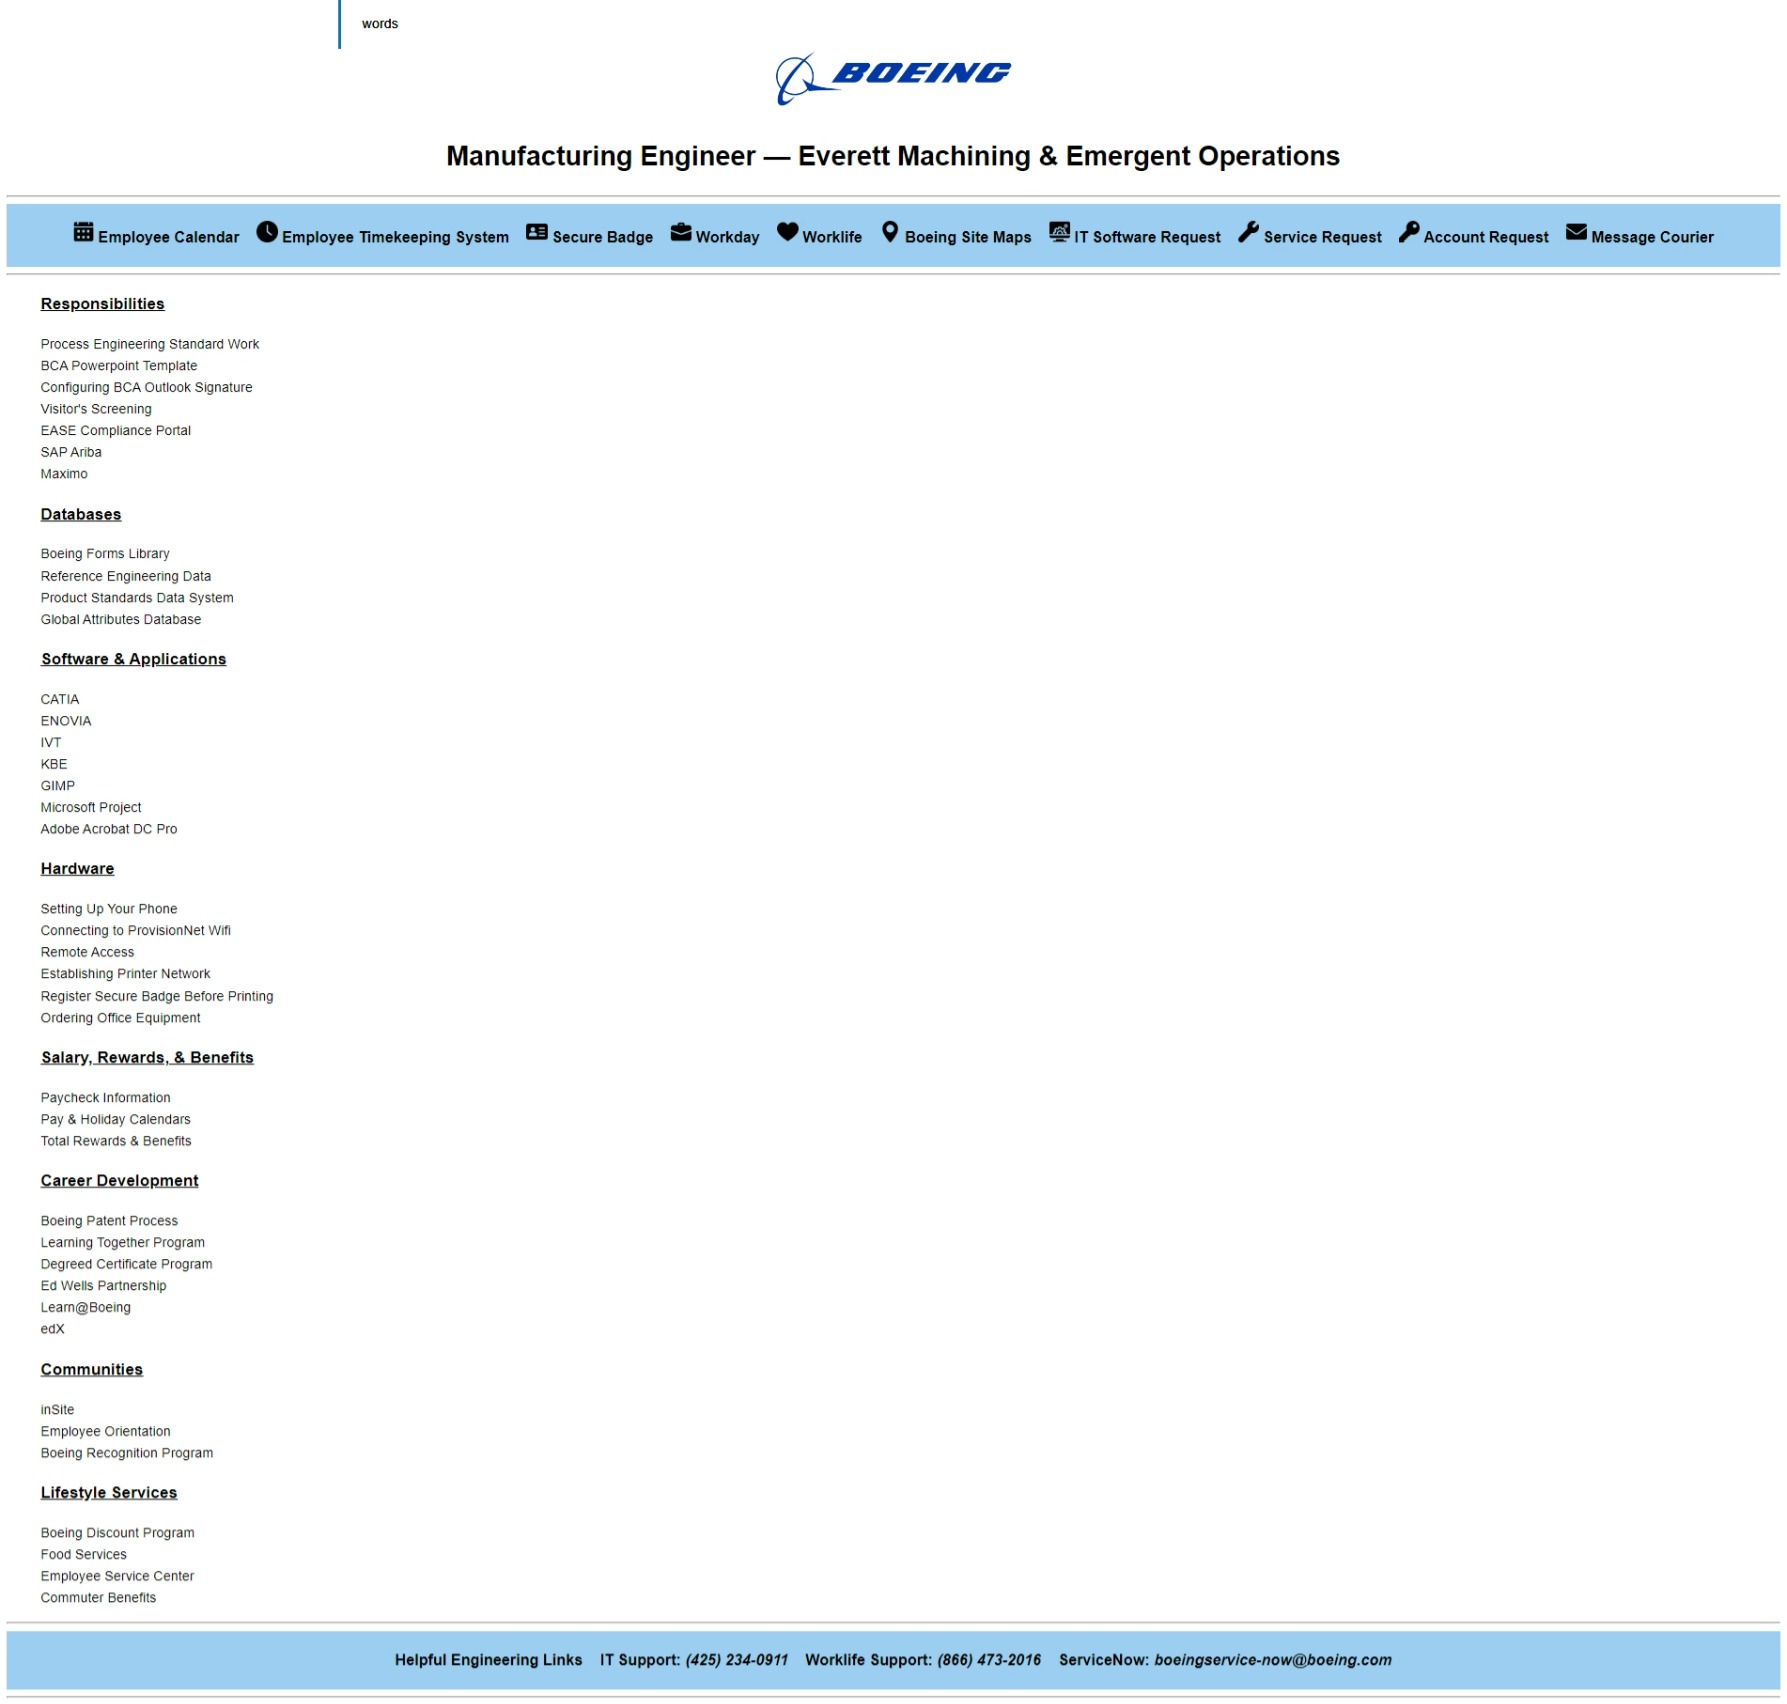 words
BOEING
Manufacturing Engineer — Everett Machining & Emergent Operations
Employee Calendar Employee Timekeeping System Secure Badge Workday Worklife Boeing Site Maps IT Software Request Service Request Account Request Message Courier
Responsibilities
Process Engineering Standard Work
BCA Powerpoint Template
Configuring BCA Outlook Signature
Visitor's Screening
EASE Compliance Portal
SAP Ariba
Maximo
Databases
Boeing Forms Library
Reference Engineering Data
Product Standards Data System
Global Attributes Database
Software & Applications
CATIA
ENOVIA
IVT
KBE
GIMP
Microsoft Project
Adobe Acrobat DC Pro
Hardware
Setting Up Your Phone
Connecting to ProvisionNet Wifi
Remote Access
Establishing Printer Network
Register Secure Badge Before Printing
Ordering Office Equipment
Salary, Rewards, & Benefits
Paycheck Information
Pay & Holiday Calendars
Total Rewards & Benefits
Career Development
Boeing Patent Process
Learning Together Program
Degreed Certificate Program
Ed Wells Partnership
Learn@Boeing
edX
Communities
inSite
Employee Orientation
Boeing Recognition Program
Lifestyle Services
Boeing Discount Program
Food Services
Employee Service Center
Commuter Benefits
Helpful Engineering Links IT Support: (425) 234-0911 Worklife Support: (866) 473-2016 ServiceNow: boeingservice-now@boeing.com